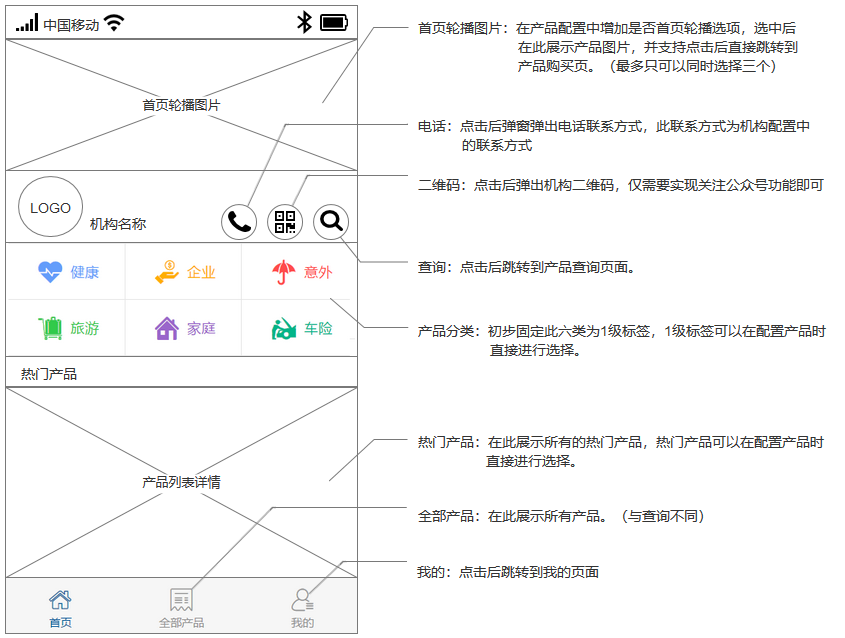 中国移动
首页轮播图片
LOGO
机构名称
健康
企业
意外
旅游
家庭
车险
热门产品
产品列表详情
首页
全部产品
我的
首页轮播图片：在产品配置中增加是否首页轮播选项，选中后
在此展示产品图片，并支持点击后直接跳转到
产品购买页。（最多只可以同时选择三个）
电话：点击后弹窗弹出电话联系方式，此联系方式为机构配置中
的联系方式
二维码：点击后弹出机构二维码，仅需要实现关注公众号功能即可
查询：点击后跳转到产品查询页面。
产品分类：初步固定此六类为1级标签，1级标签可以在配置产品时
直接进行选择。
热门产品：在此展示所有的热门产品，热门产品可以在配置产品时
直接进行选择。
全部产品：在此展示所有产品。（与查询不同）
我的：点击后跳转到我的页面